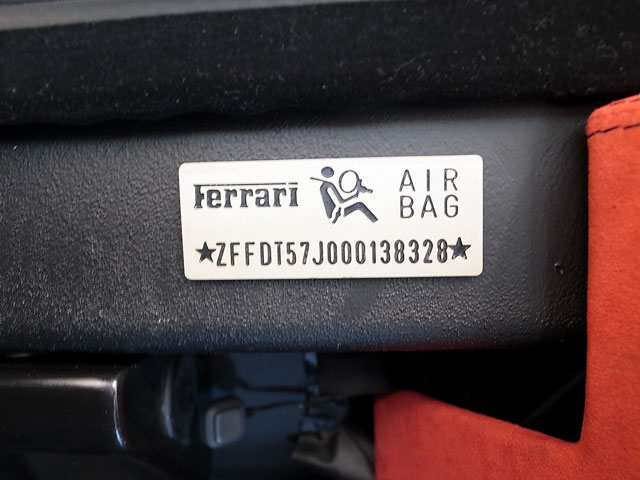 Ferrari AIR BAG
★ZFFDT57J000138328★